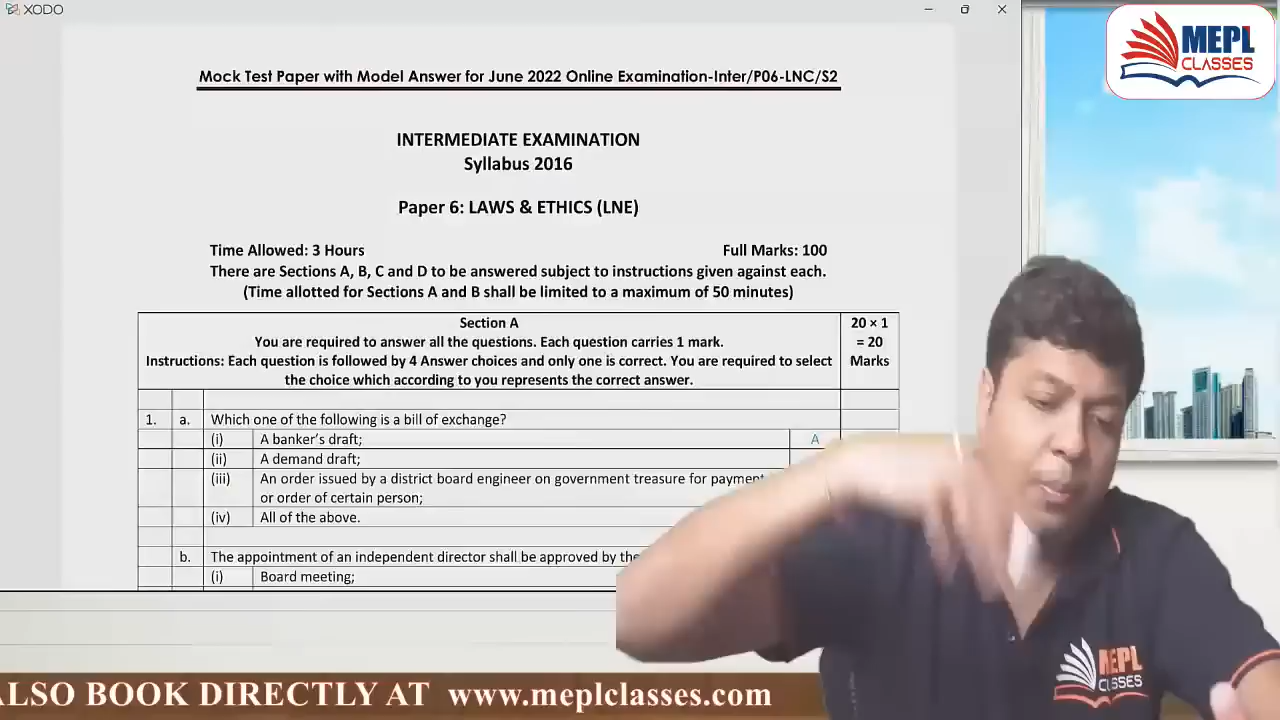 XODO
MEPL
CLASSES
Mock Test Paper with Model Answer for June 2022 Online Examination-Inter/P06-LNC/S2
INTERMEDIATE EXAMINATION
Syllabus 2016
Paper 6: LAWS & ETHICS (LNE)
Time Allowed: 3 Hours Full Marks: 100
There are Sections A, B, C and D to be answered subject to instructions given against each.
(Time allotted for Sections A and B shall be limited to a maximum of 50 minutes)
Section A 20 × 1
You are required to answer all the questions. Each question carries 1 mark. = 20
Instructions: Each question is followed by 4 Answer choices and only one is correct. You are required to select Marks
the choice which according to you represents the correct answer.
1. a. Which one of the following is a bill of exchange?
(i) A banker's draft; A
(ii) A demand draft;
(iii) An order issued by a district board engineer on government treasure for payment
or order of certain person;
(iv) All of the above.
b. The appointment of an independent director shall be approved by the
(i) Board meeting;
MEPL
CLASSES
ALSO BOOK DIRECTLY AT www.meplclasses.com